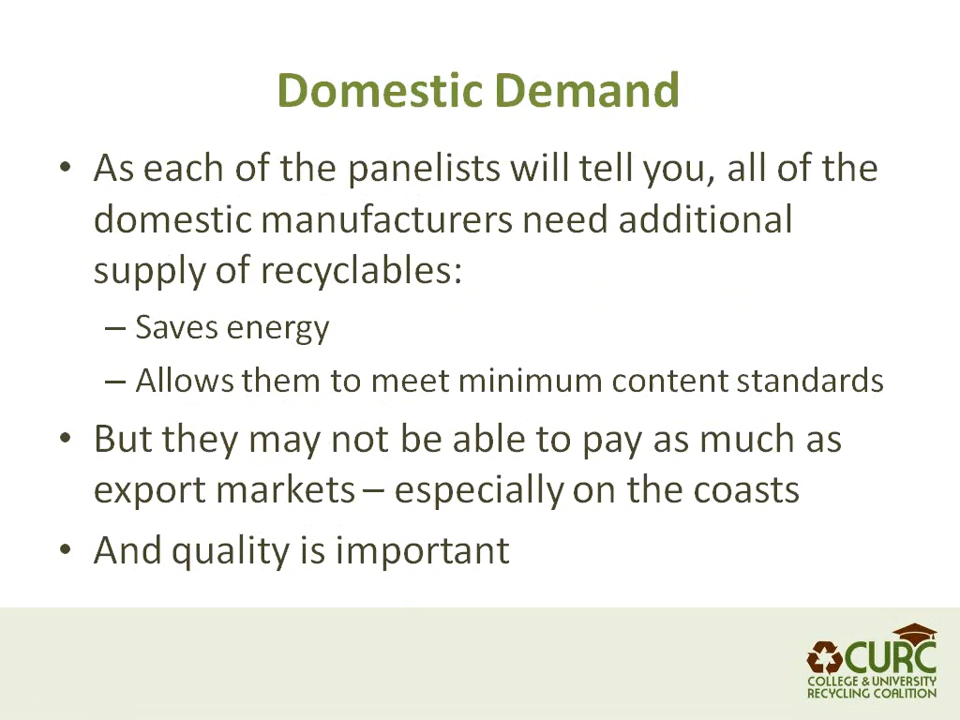 Domestic Demand
• As each of the panelists will tell you, all of the
domestic manufacturers need additional
supply of recyclables:
– Saves energy
– Allows them to meet minimum content standards
• But they may not be able to pay as much as
export markets – especially on the coasts
• And quality is important
CURC
COLLEGE & UNIVERSITY
RECYCLING COALITION